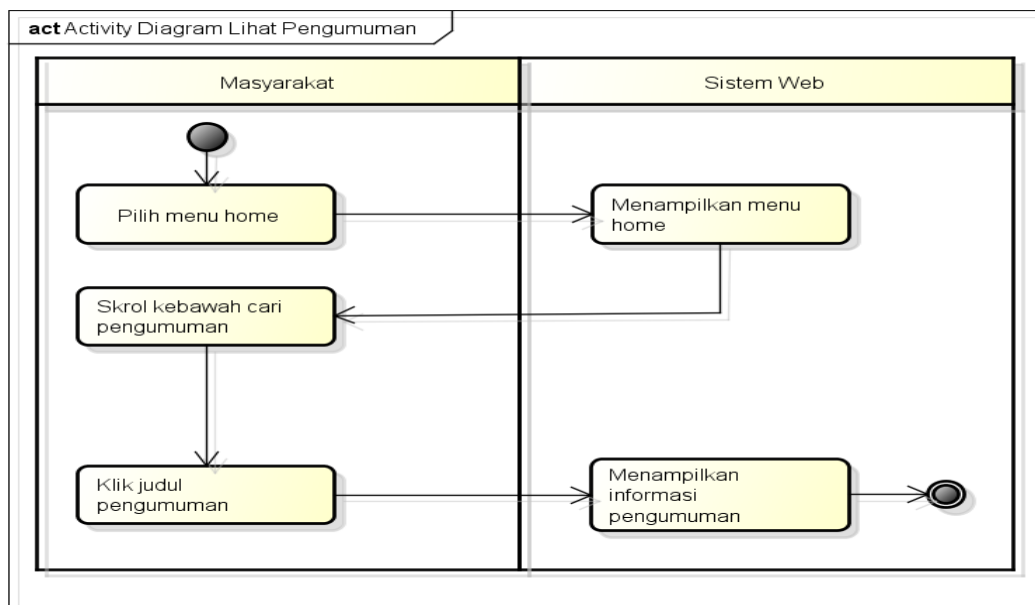 act Activity Diagram Lihat Pengumuman
Masyarakat
Sistem Web
Pilih menu home
Menampilkan menu
home
Skrol kebawah cari
pengumuman
Klik judul
pengumuman
Menampilkan
informasi
pengumuman